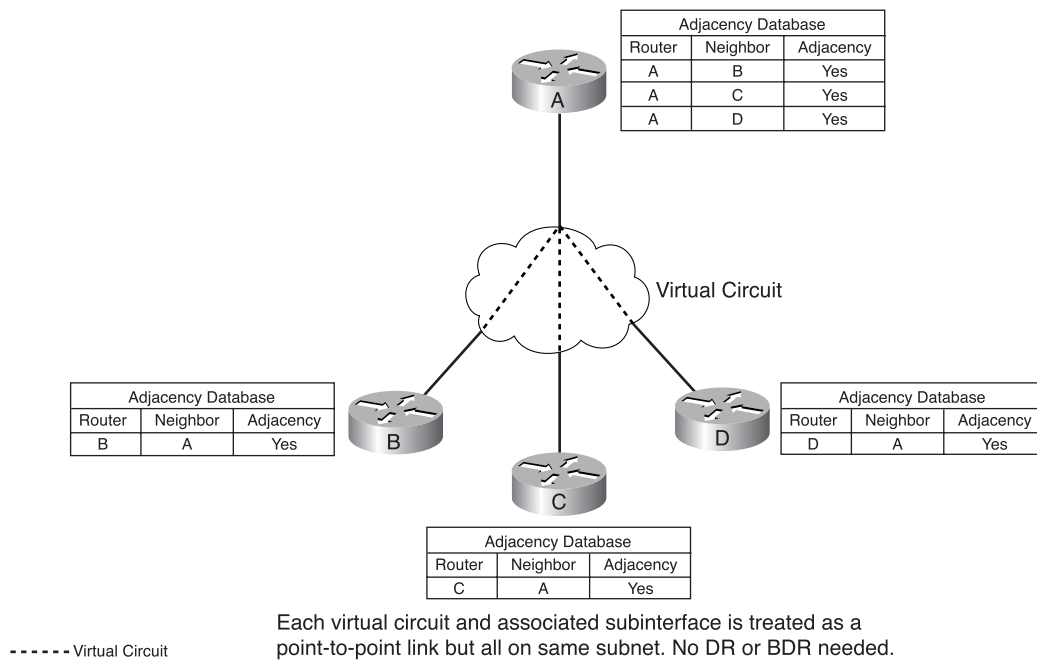 Adjacency Database
Router Neighbor Adjacency
A B Yes
A C Yes
A D Yes
A
Virtual Circuit
Adjacency Database
Router Neighbor Adjacency
B A Yes
B
D
Adjacency Database
Router Neighbor Adjacency
D A Yes
C
Adjacency Database
Router Neighbor Adjacency
C A Yes
Each virtual circuit and associated subinterface is treated as a
point-to-point link but all on same subnet. No DR or BDR needed.
Virtual Circuit